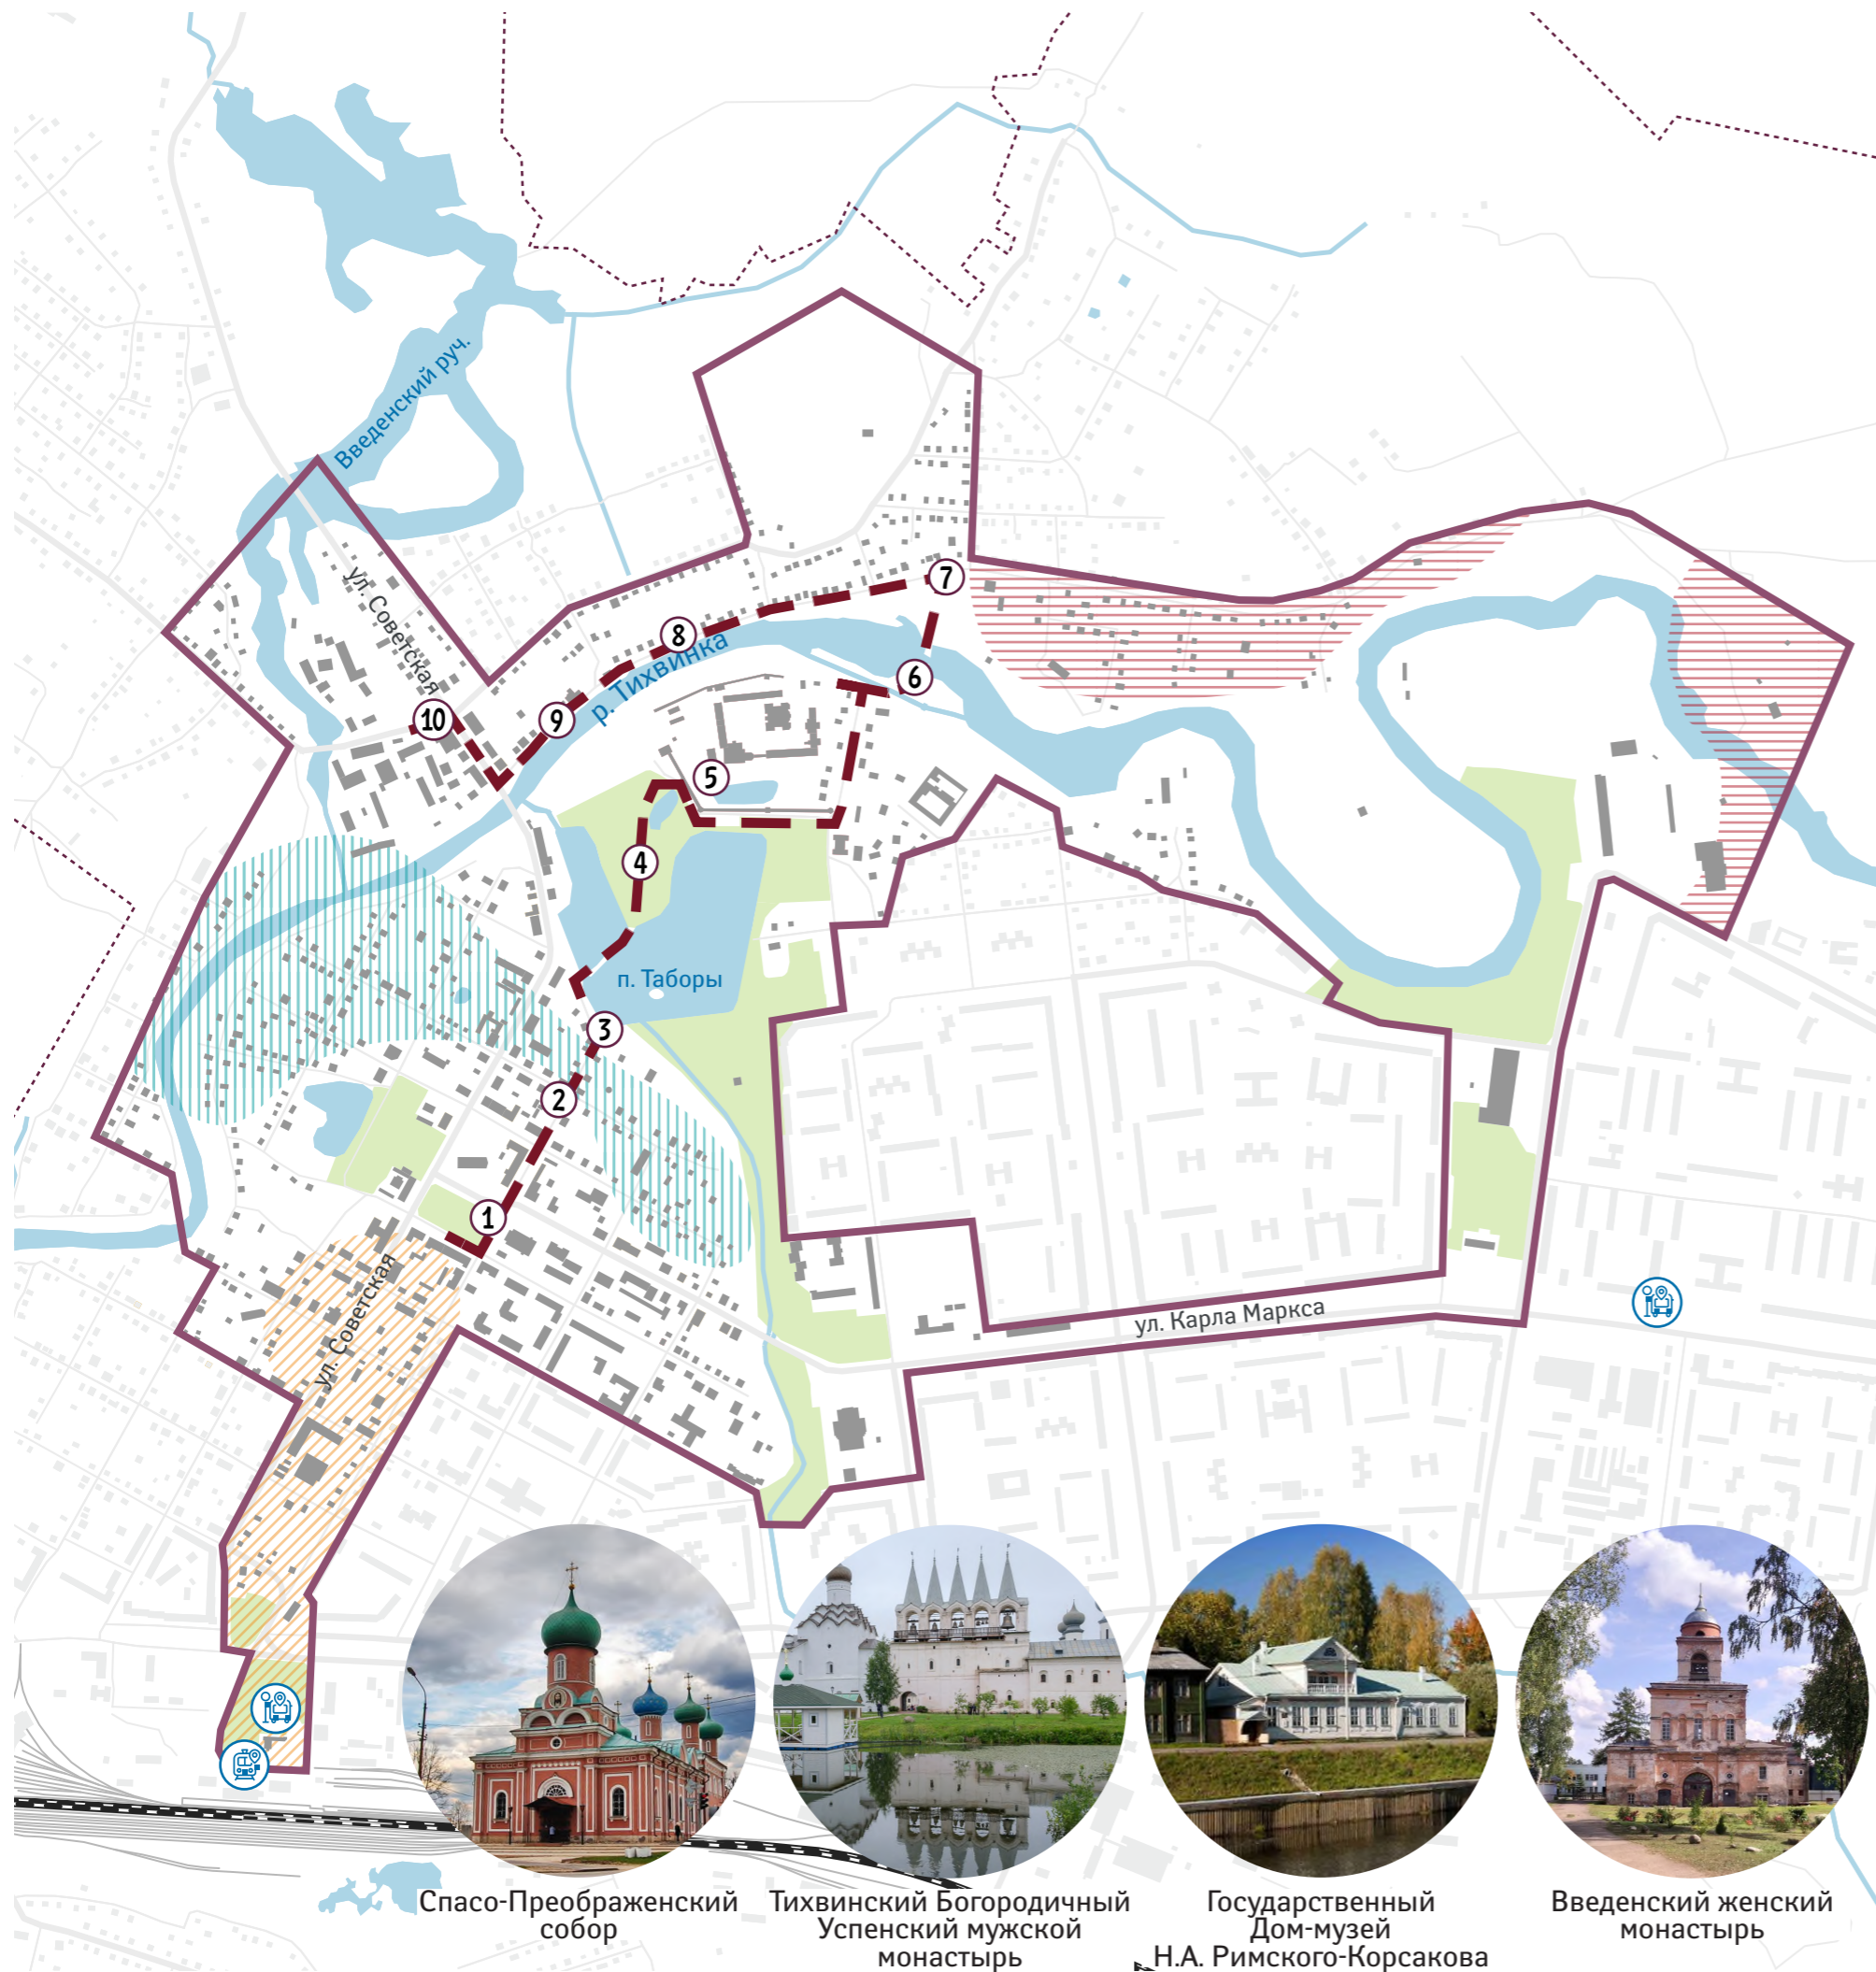 Введенский руч.
ул. Советская
7
8
р. Тихвинка
6
10
9
5
4
п. Таборы
3
2
1
ул. Советская
ул. Карла Маркса
Спасо-Преображенский
собор
Тихвинский Богородичный
Успенский мужской
монастырь
Государственный
Дом-музей
Н.А. Римского-Корсакова
Введенский женский
монастырь